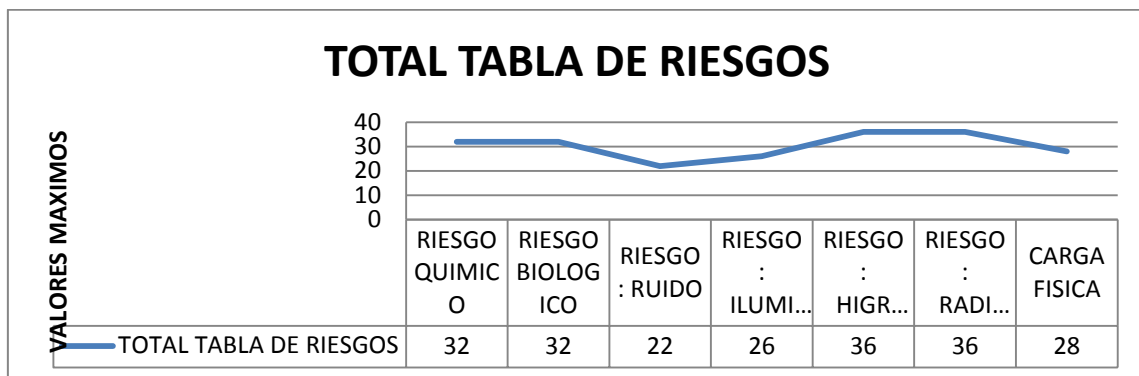 TOTAL TABLA DE RIESGOS
VALORES MAXIMOS
40
30
20
10
0
RIESGO QUIMIC O
RIESGO BIOLOG ICO
RIESGO : RUIDO
RIESGO : ILUMI...
RIESGO : HIGR...
RIESGO : RADI...
CARGA FISICA
TOTAL TABLA DE RIESGOS 32 32 22 26 36 36 28